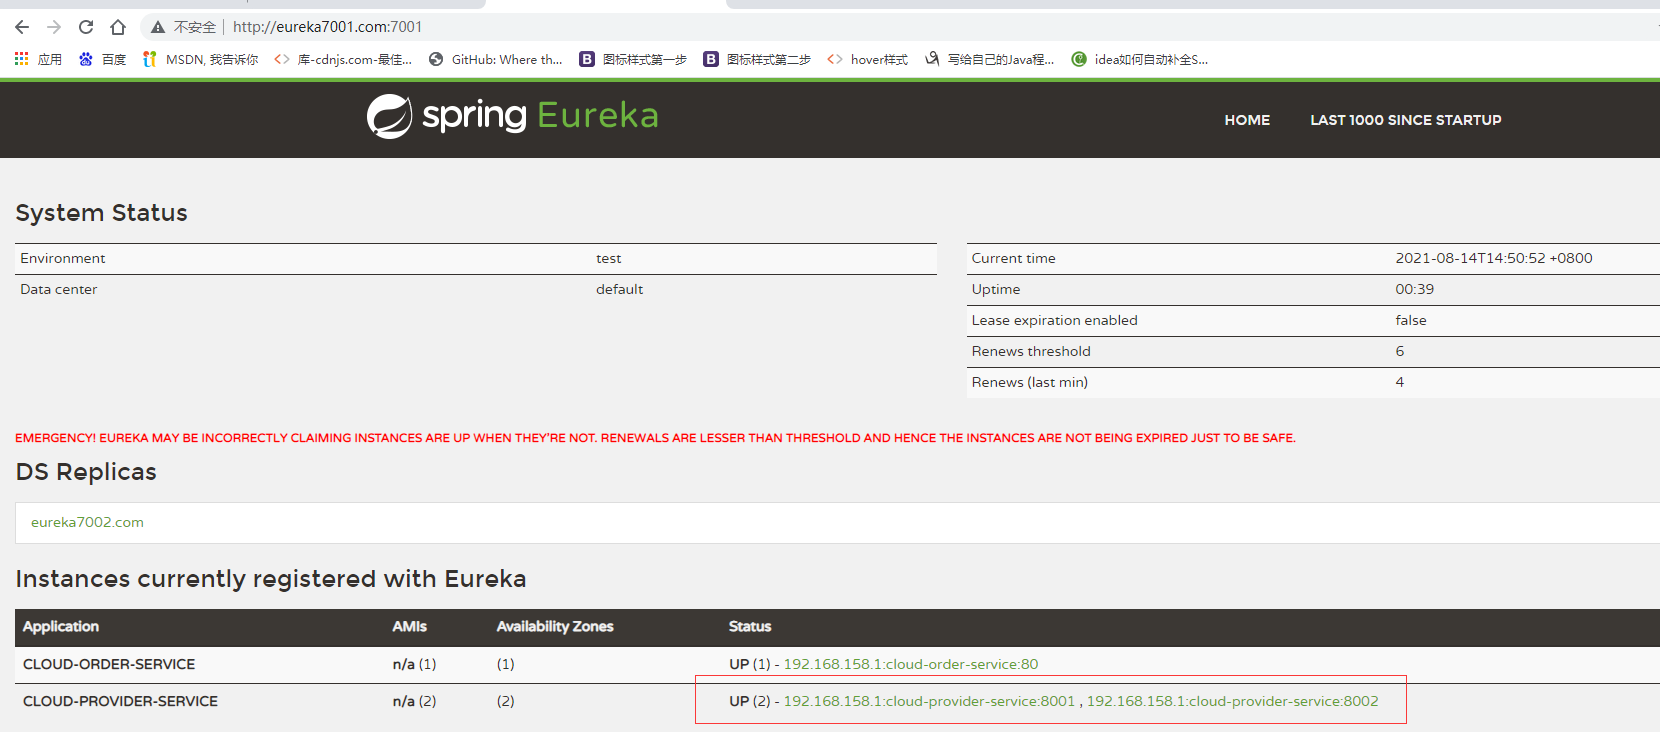 不安全 http://eureka7001.com:7001
应用 百度 MSDN, 我告诉你 库-cdnjs.com-最佳... GitHub: Where th... 图标样式第一步 图标样式第二步 hover样式 写给自己的Java程... idea如何自动补全S...
spring Eureka HOME LAST 1000 SINCE STARTUP
System Status
Environment test Current time 2021-08-14T14:50:52 +0800
Data center default Uptime 00:39
Lease expiration enabled false
Renews threshold 6
Renews (last min) 4
EMERGENCY! EUREKA MAY BE INCORRECTLY CLAIMING INSTANCES ARE UP WHEN THEY'RE NOT. RENEWALS ARE LESSER THAN THRESHOLD AND HENCE THE INSTANCES ARE NOT BEING EXPIRED JUST TO BE SAFE.
DS Replicas
eureka7002.com
Instances currently registered with Eureka
Application AMIs Availability Zones Status
CLOUD-ORDER-SERVICE n/a (1) (1) UP (1) - 192.168.158.1:cloud-order-service:80
CLOUD-PROVIDER-SERVICE n/a (2) (2) UP (2) - 192.168.158.1:cloud-provider-service:8001 , 192.168.158.1:cloud-provider-service:8002